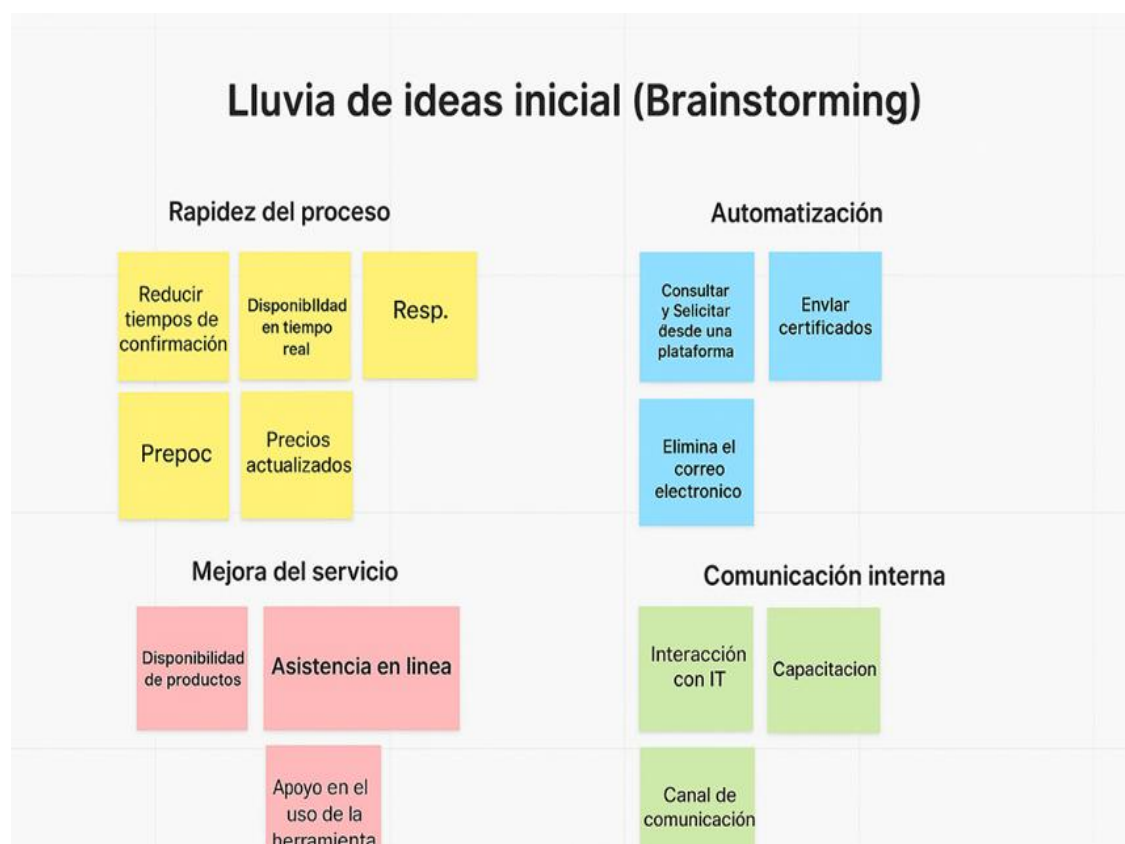 Lluvia de ideas inicial (Brainstorming)
Rapidez del proceso
Reducir
tiempos de
confirmación
Disponibilldad
en tiempo
real
Resp.
Prepoc
Precios
actualizados
Automatización
Consultar
y Selicitar
desde una
plataforma
Envlar
certificados
Elimina el
correo
electronico
Mejora del servicio
Disponibilidad
de productos
Asistencia en linea
Apoyo en el
uso de la
herramienta
Comunicación interna
Interacción
con IT
Capacitacion
Canal de
comunicación